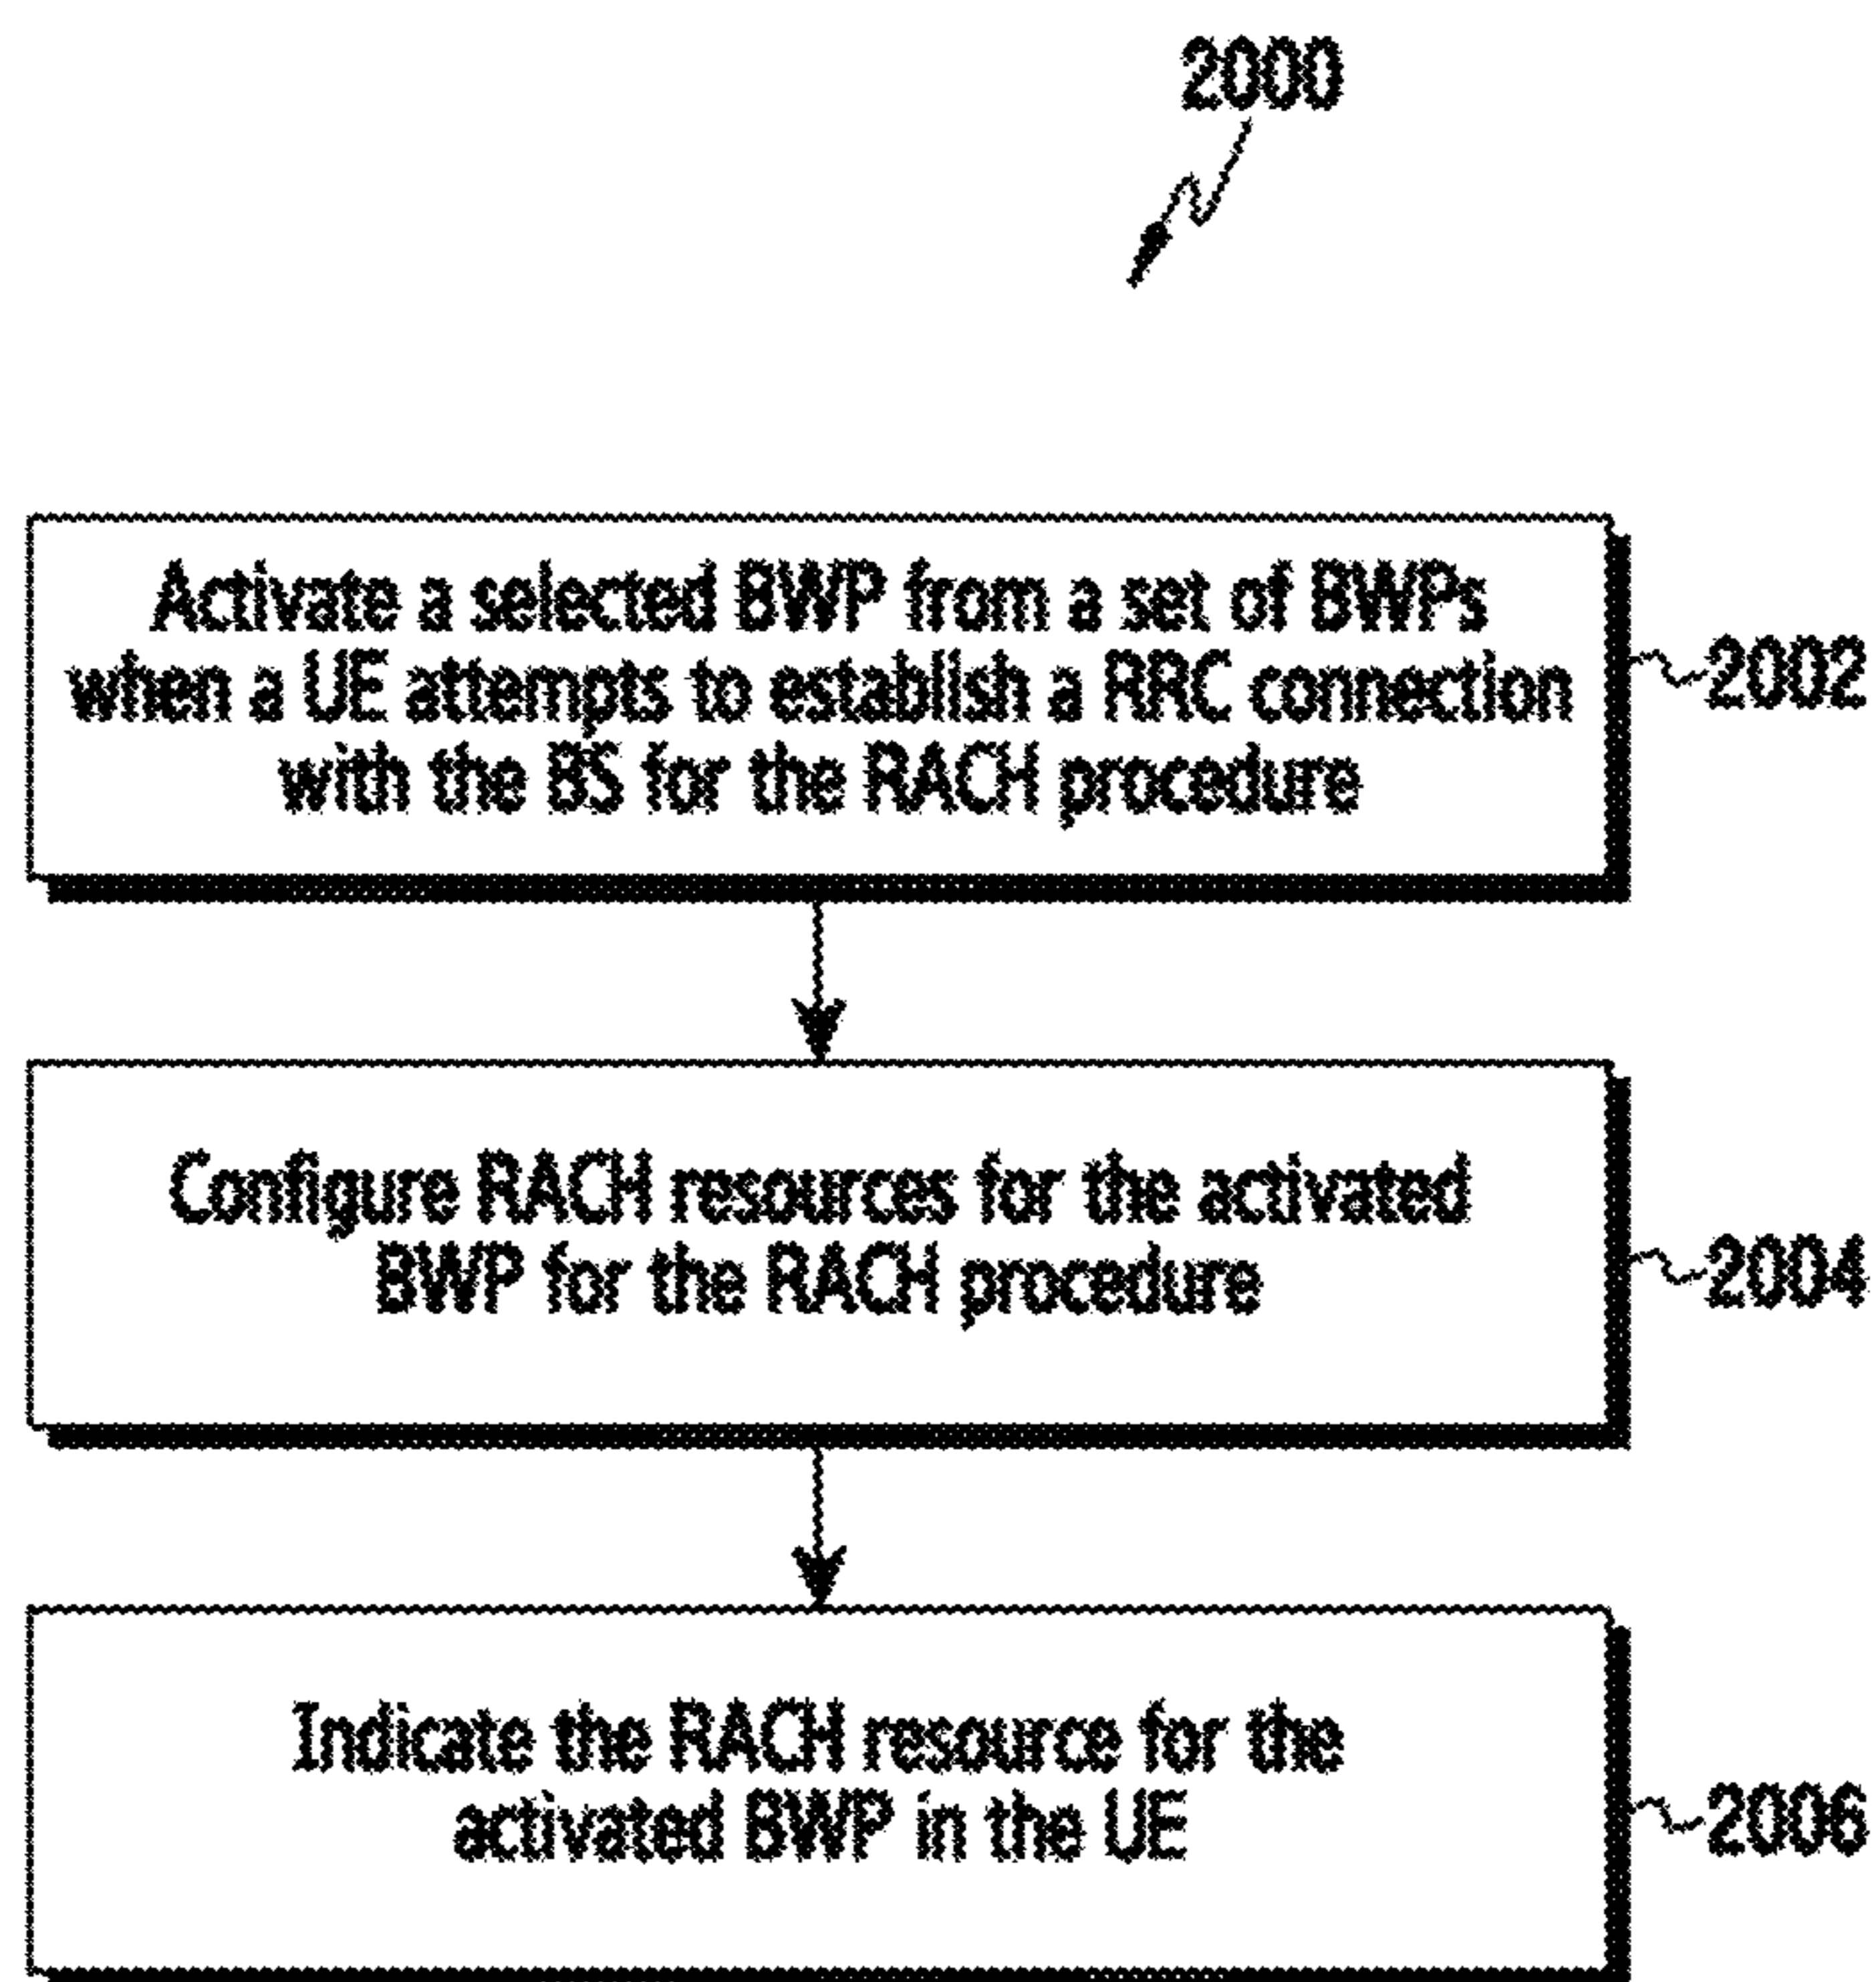 2000
Activate a selected BWP from a set of BWPs
when a UE attempts to establish a RRC connection
with the BS for the RACH procedure
2002
Configure RACH resources for the activated
BWP for the RACH procedure
2004
Indicate the RACH resource for the
activated BWP in the UE
2006